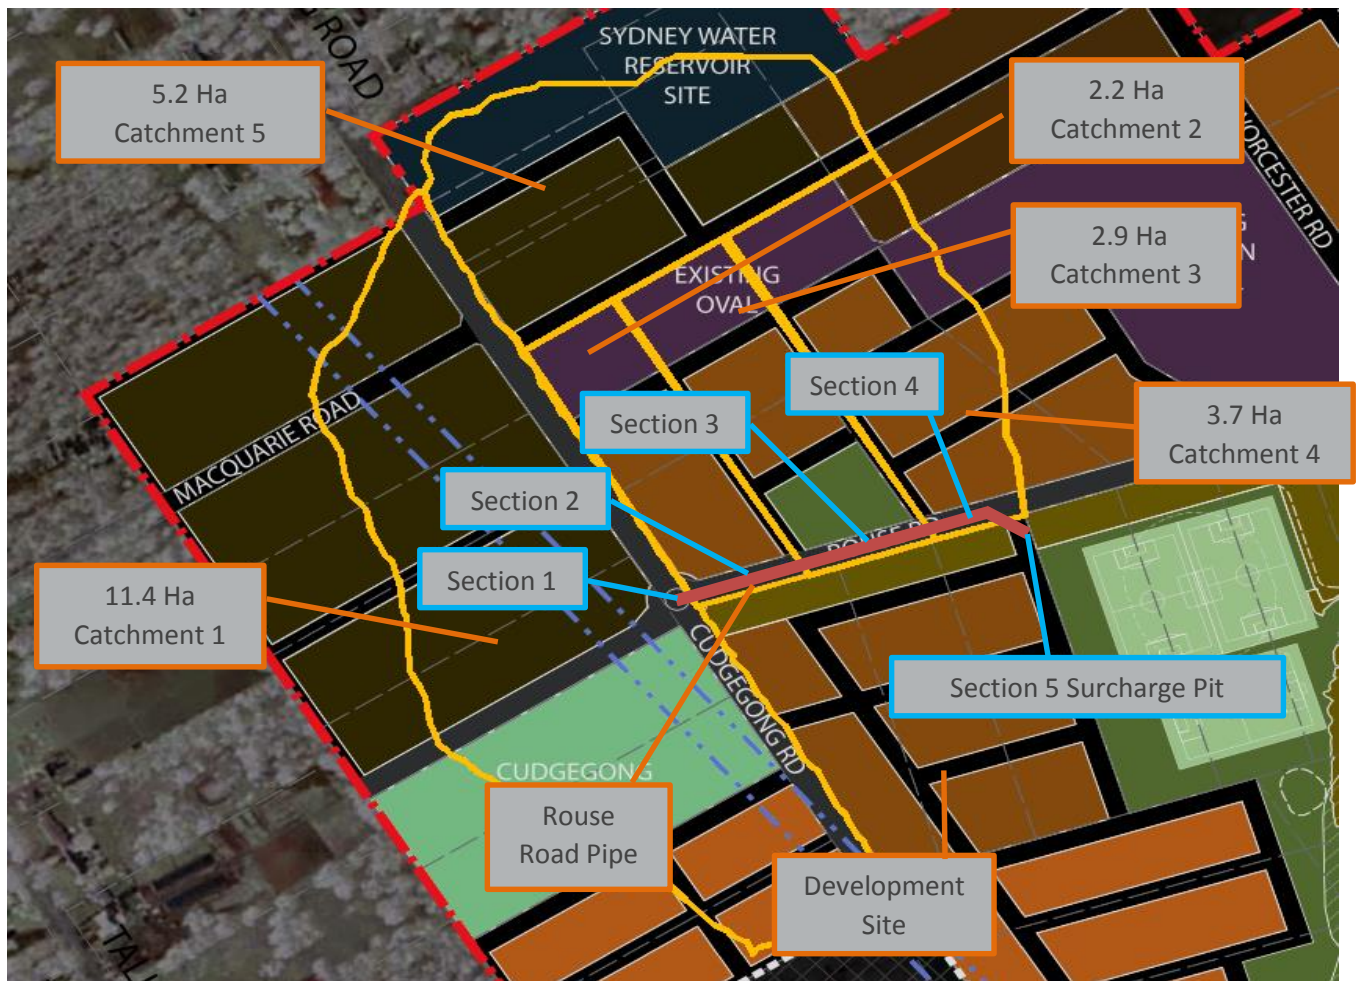 SYDNEY WATER
RESERVOIR
SITE
ROAD
5.2 Ha
Catchment 5
2.2 Ha
Catchment 2
WORCESTER RD
2.9 Ha
Catchment 3
EXISTING
OVAL
Section 4
Section 3
3.7 Ha
Catchment 4
MACQUARIE ROAD
Section 2
Section 1
11.4 Ha
Catchment 1
CUDGEGONG RD
Section 5 Surcharge Pit
CUDGEGONG
Rouse
Road Pipe
Development
Site